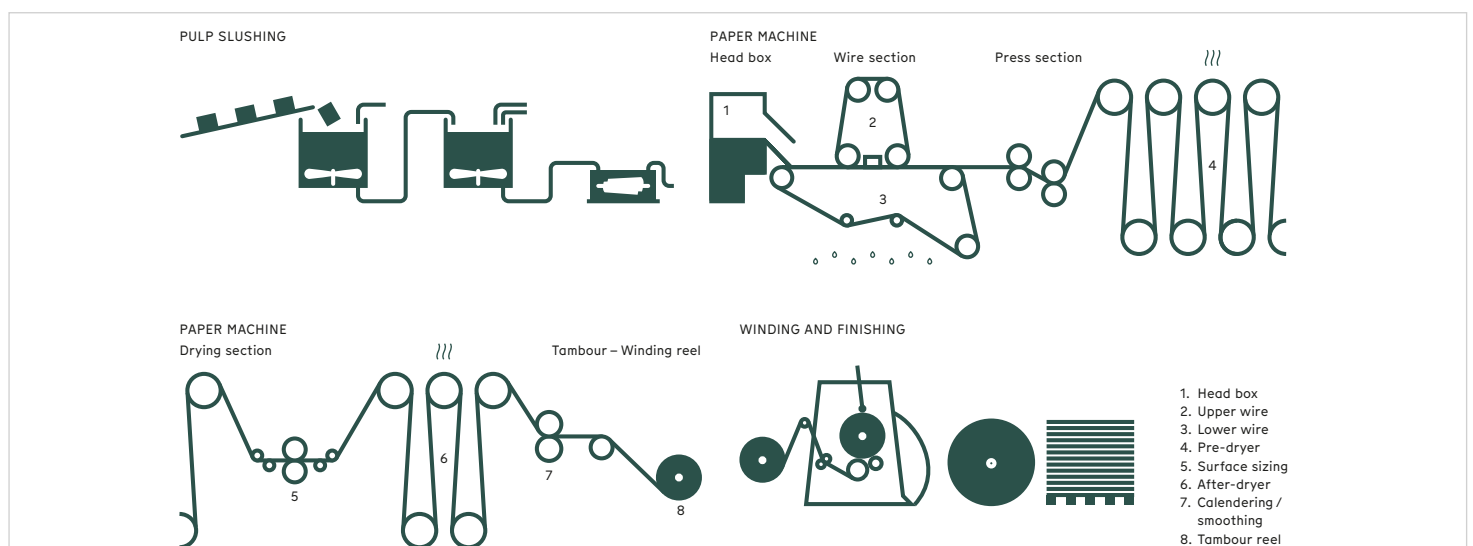 PULP SLUSHING
PAPER MACHINE
Head box
Wire section
Press section
1
2
3
4
PAPER MACHINE
Drying section
Tambour – Winding reel
5
6
7
8
WINDING AND FINISHING
1. Head box
2. Upper wire
3. Lower wire
4. Pre-dryer
5. Surface sizing
6. After-dryer
7. Calendering /
smoothing
8. Tambour reel